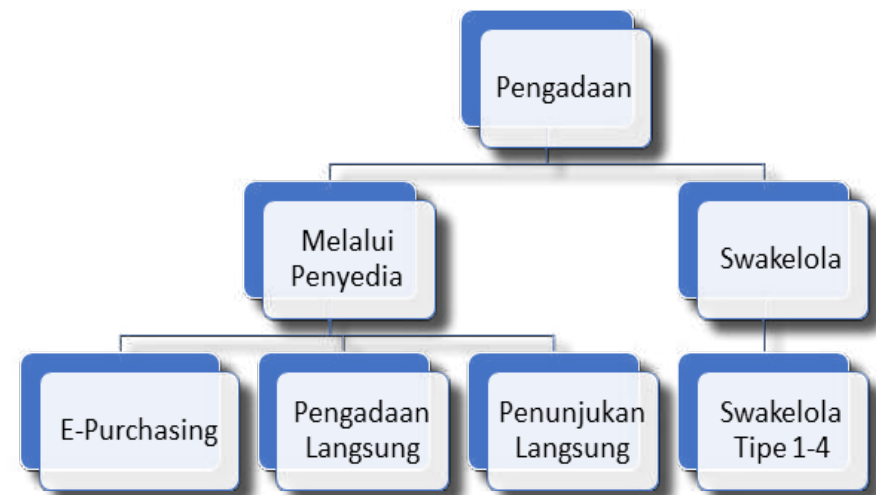 Pengadaan
Melalui
Penyedia
Swakelola
E-Purchasing
Pengadaan
Langsung
Penunjukan
Langsung
Swakelola
Tipe 1-4